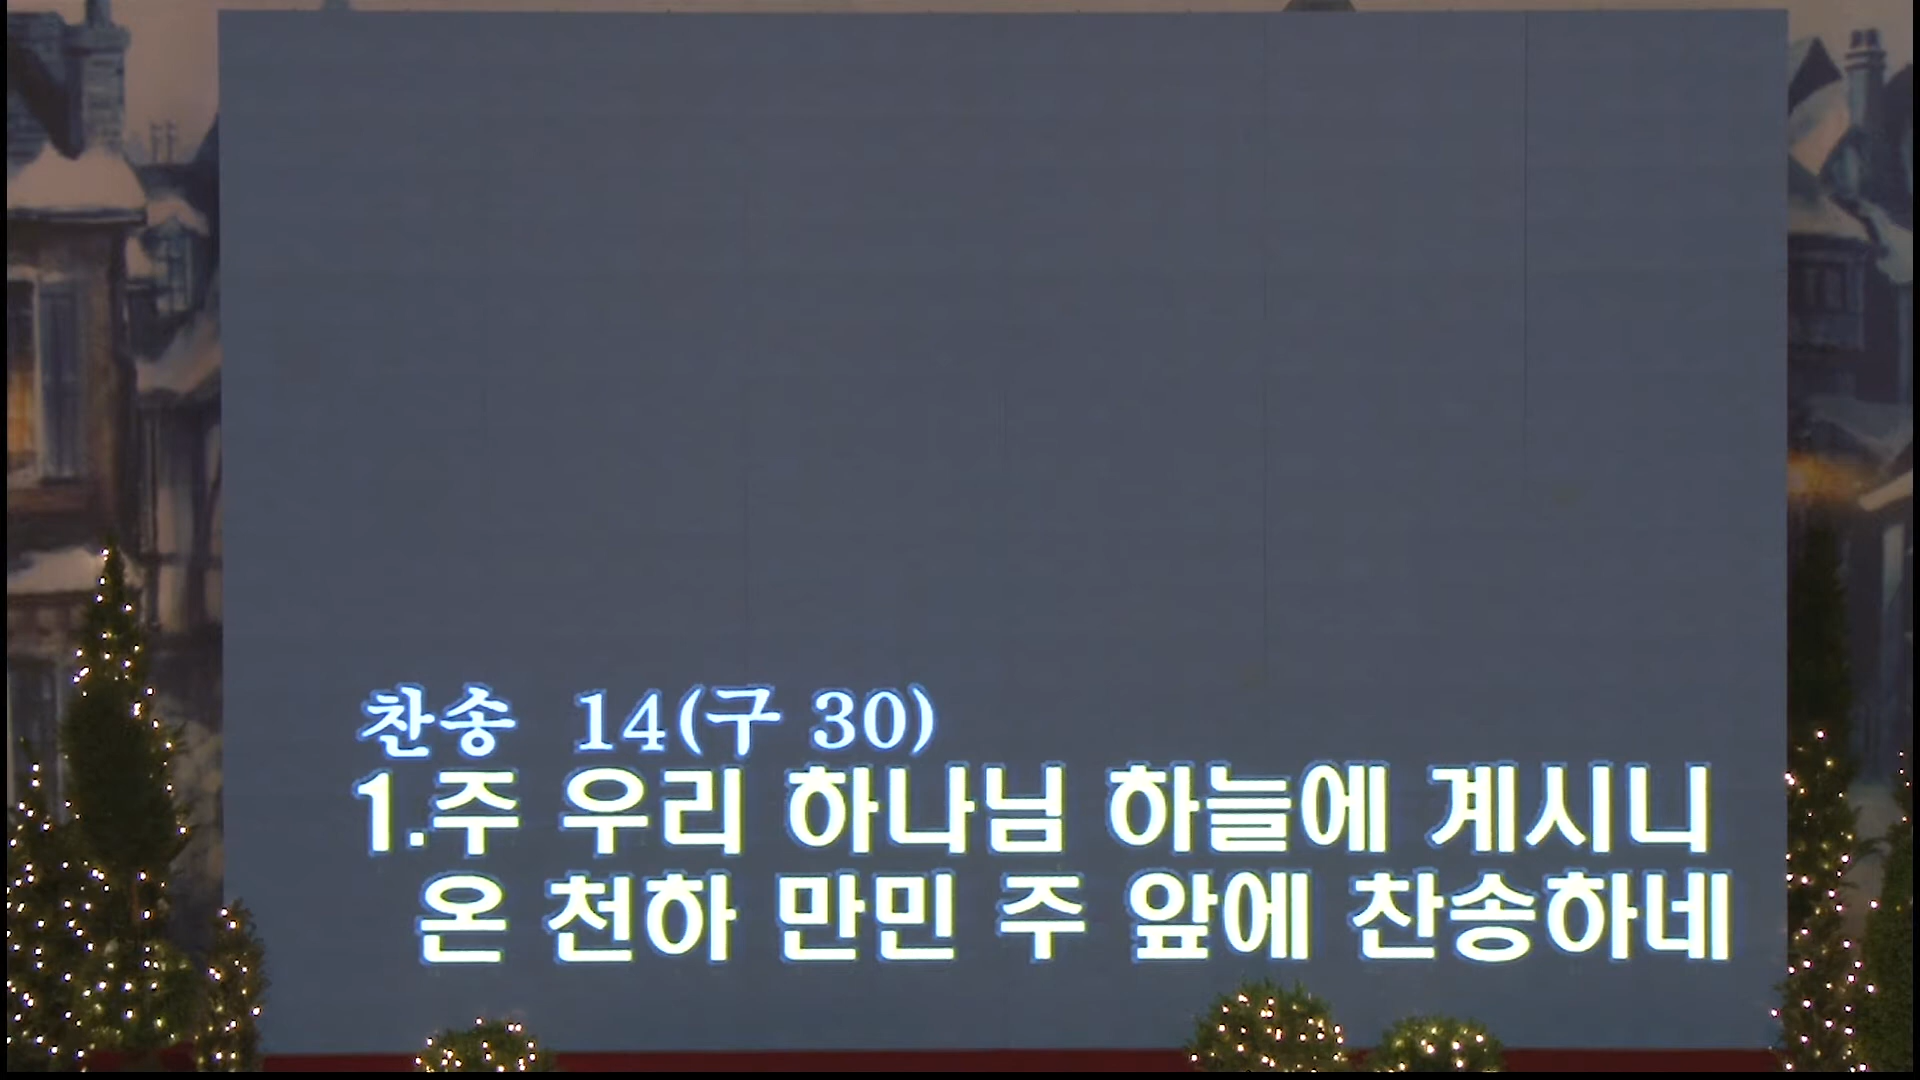 찬송 14(구 30)
1.주 우리 하나님 하늘에 계시니
온 천하 만민 주 앞에 찬송하네